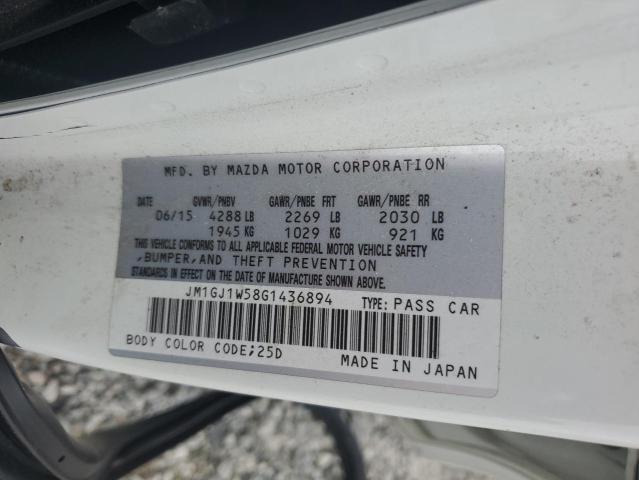 MFD. BY MAZDA MOTOR CORPORATION
DATE GVWR/PNBV GAWR/PNBE FRT GAWR/PNBE RR
06/15 4288 LB 2269 LB 2030 LB
1945 KG 1029 KG 921 KG
THIS VEHICLE CONFORMS TO ALL APPLICABLE FEDERAL MOTOR VEHICLE SAFETY
,BUMPER,AND THEFT PREVENTION
STANDARDS IN EFFECT ON THE DATE OF MANUFACTURE SHOWN ABOVE.
JM1GJ1W58G1436894 TYPE: PASS CAR
BODY COLOR CODE;25D MADE IN JAPAN